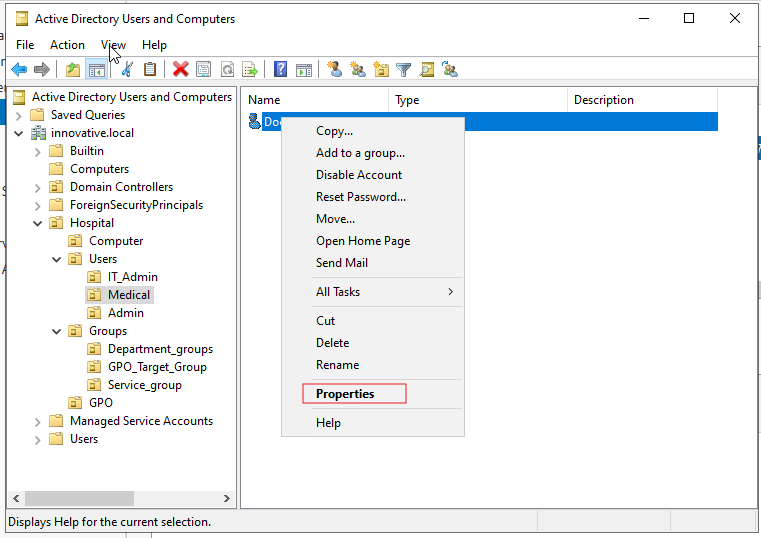 Active Directory Users and Computers
File Action View Help
Active Directory Users and Computers
Saved Queries
innovative.local
Builtin
Computers
Domain Controllers
ForeignSecurityPrincipals
Hospital
Computer
Users
IT_Admin
Medical
Admin
Groups
Department_groups
GPO_Target_Group
Service_group
GPO
Managed Service Accounts
Users
Name Type Description
Copy...
Add to a group...
Disable Account
Reset Password...
Move...
Open Home Page
Send Mail
All Tasks
Cut
Delete
Rename
Properties
Help
Displays Help for the current selection.